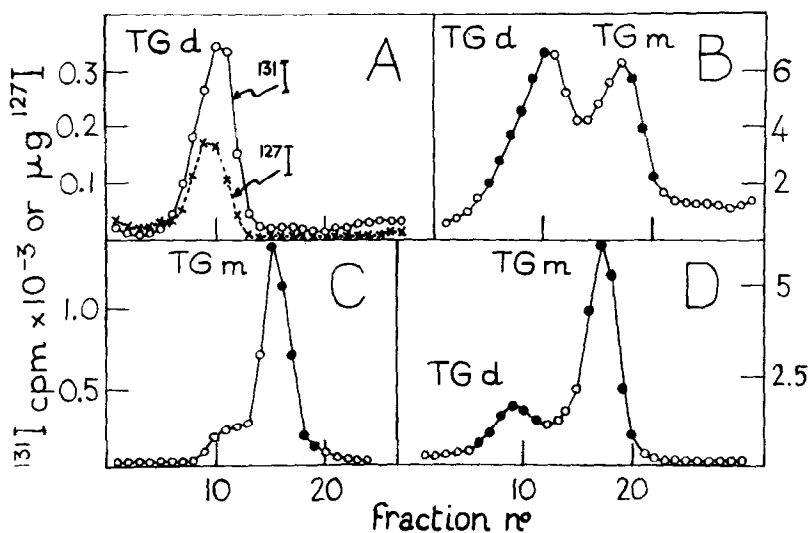 TG d
A
¹³¹I
¹²⁷I
TG d
TG m
B
0.3
0.2
0.1
6
4
2
TG m
C
TG m
D
TG d
1.0
0.5
5
2.5
10
20
10
20
¹³¹I cpm x10⁻³ or µg ¹²⁷I
fraction nº